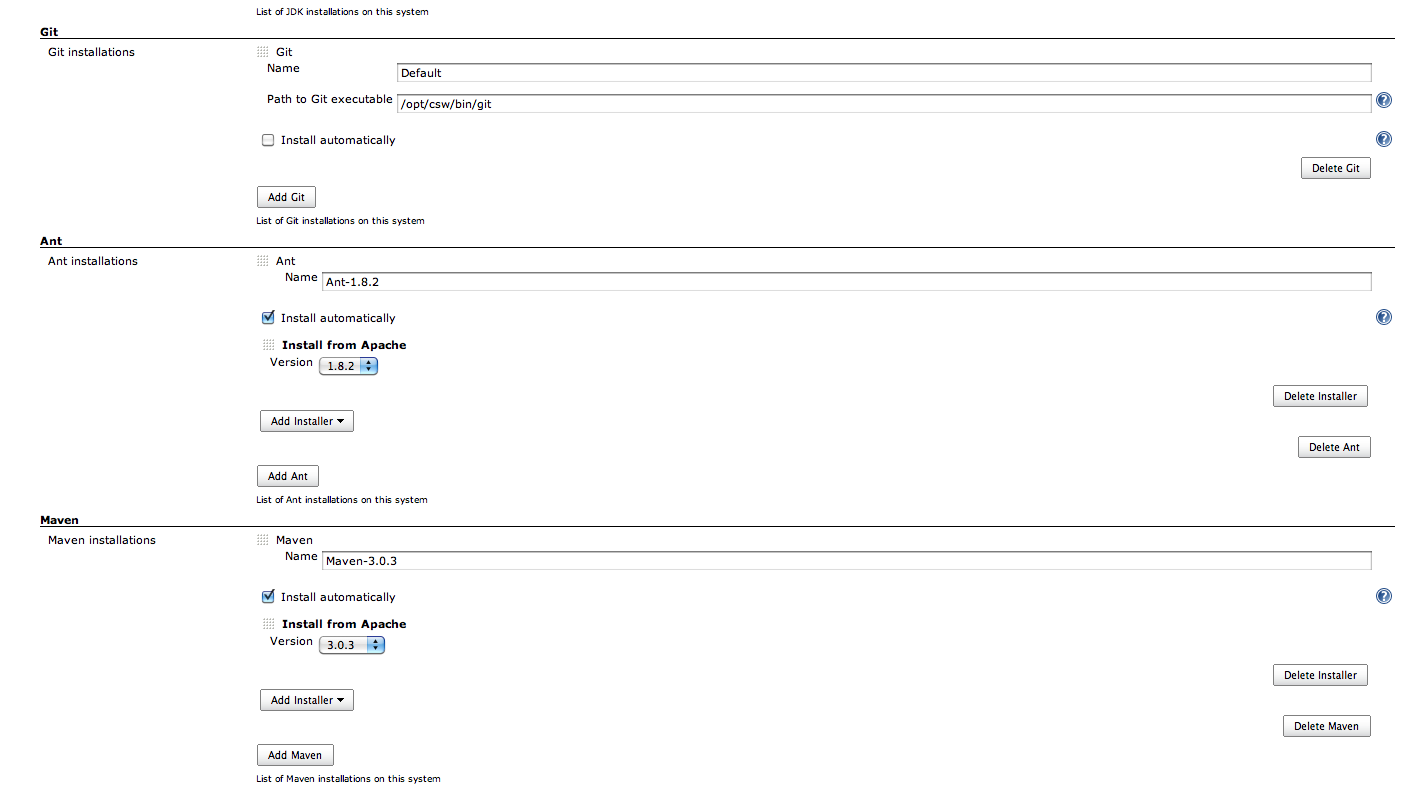 List of JDK installations on this system
Git
Git installations
Git
Name
Default
Path to Git executable
/opt/csw/bin/git
?
Install automatically
?
Delete Git
Add Git
List of Git installations on this system
Ant
Ant installations
Ant
Name
Ant-1.8.2
Install automatically
?
Install from Apache
Version
1.8.2
Delete Installer
Add Installer
Delete Ant
Add Ant
List of Ant installations on this system
Maven
Maven installations
Maven
Name
Maven-3.0.3
Install automatically
?
Install from Apache
Version
3.0.3
Delete Installer
Add Installer
Delete Maven
Add Maven
List of Maven installations on this system